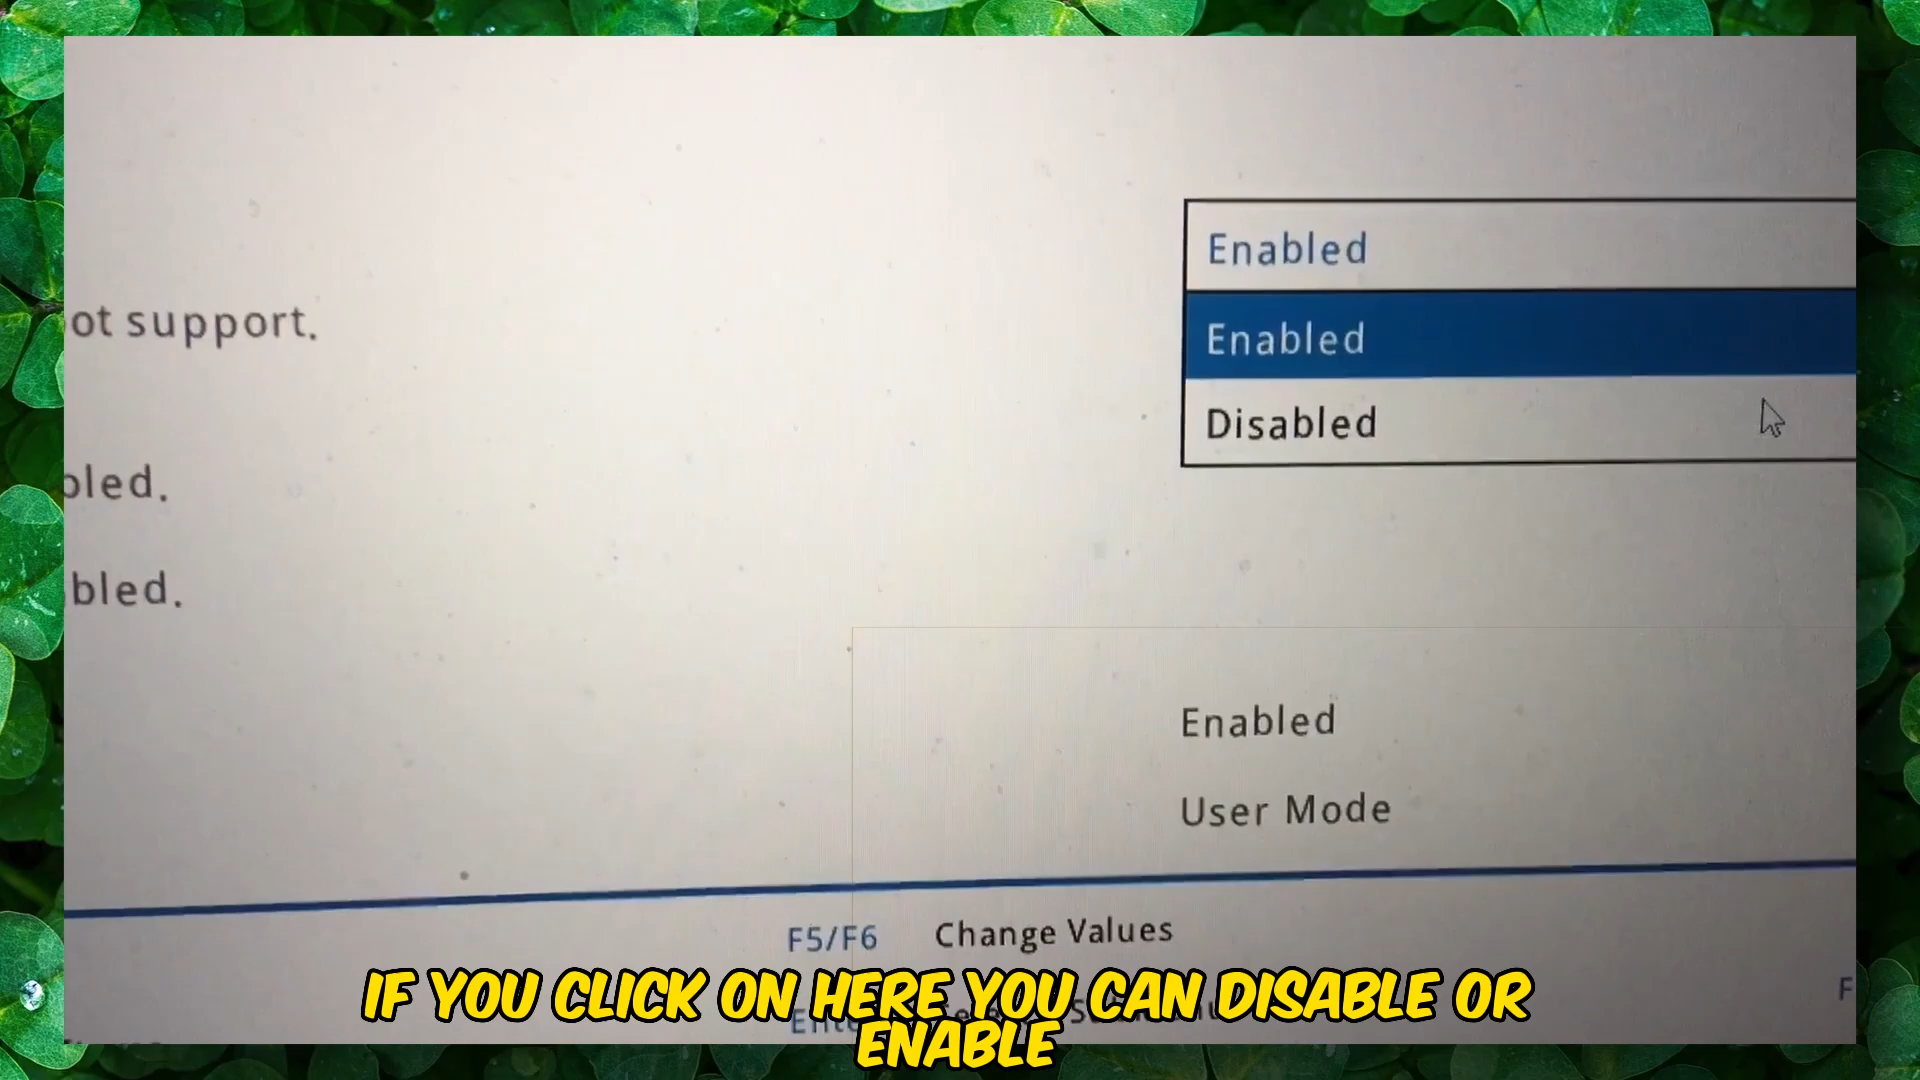 Enabled
ot support.
Enabled
Disabled
bled.
bled.
Enabled
User Mode
F5/F6 Change Values
IF YOU CLICK ON HERE YOU CAN DISABLE OR
ENABLE